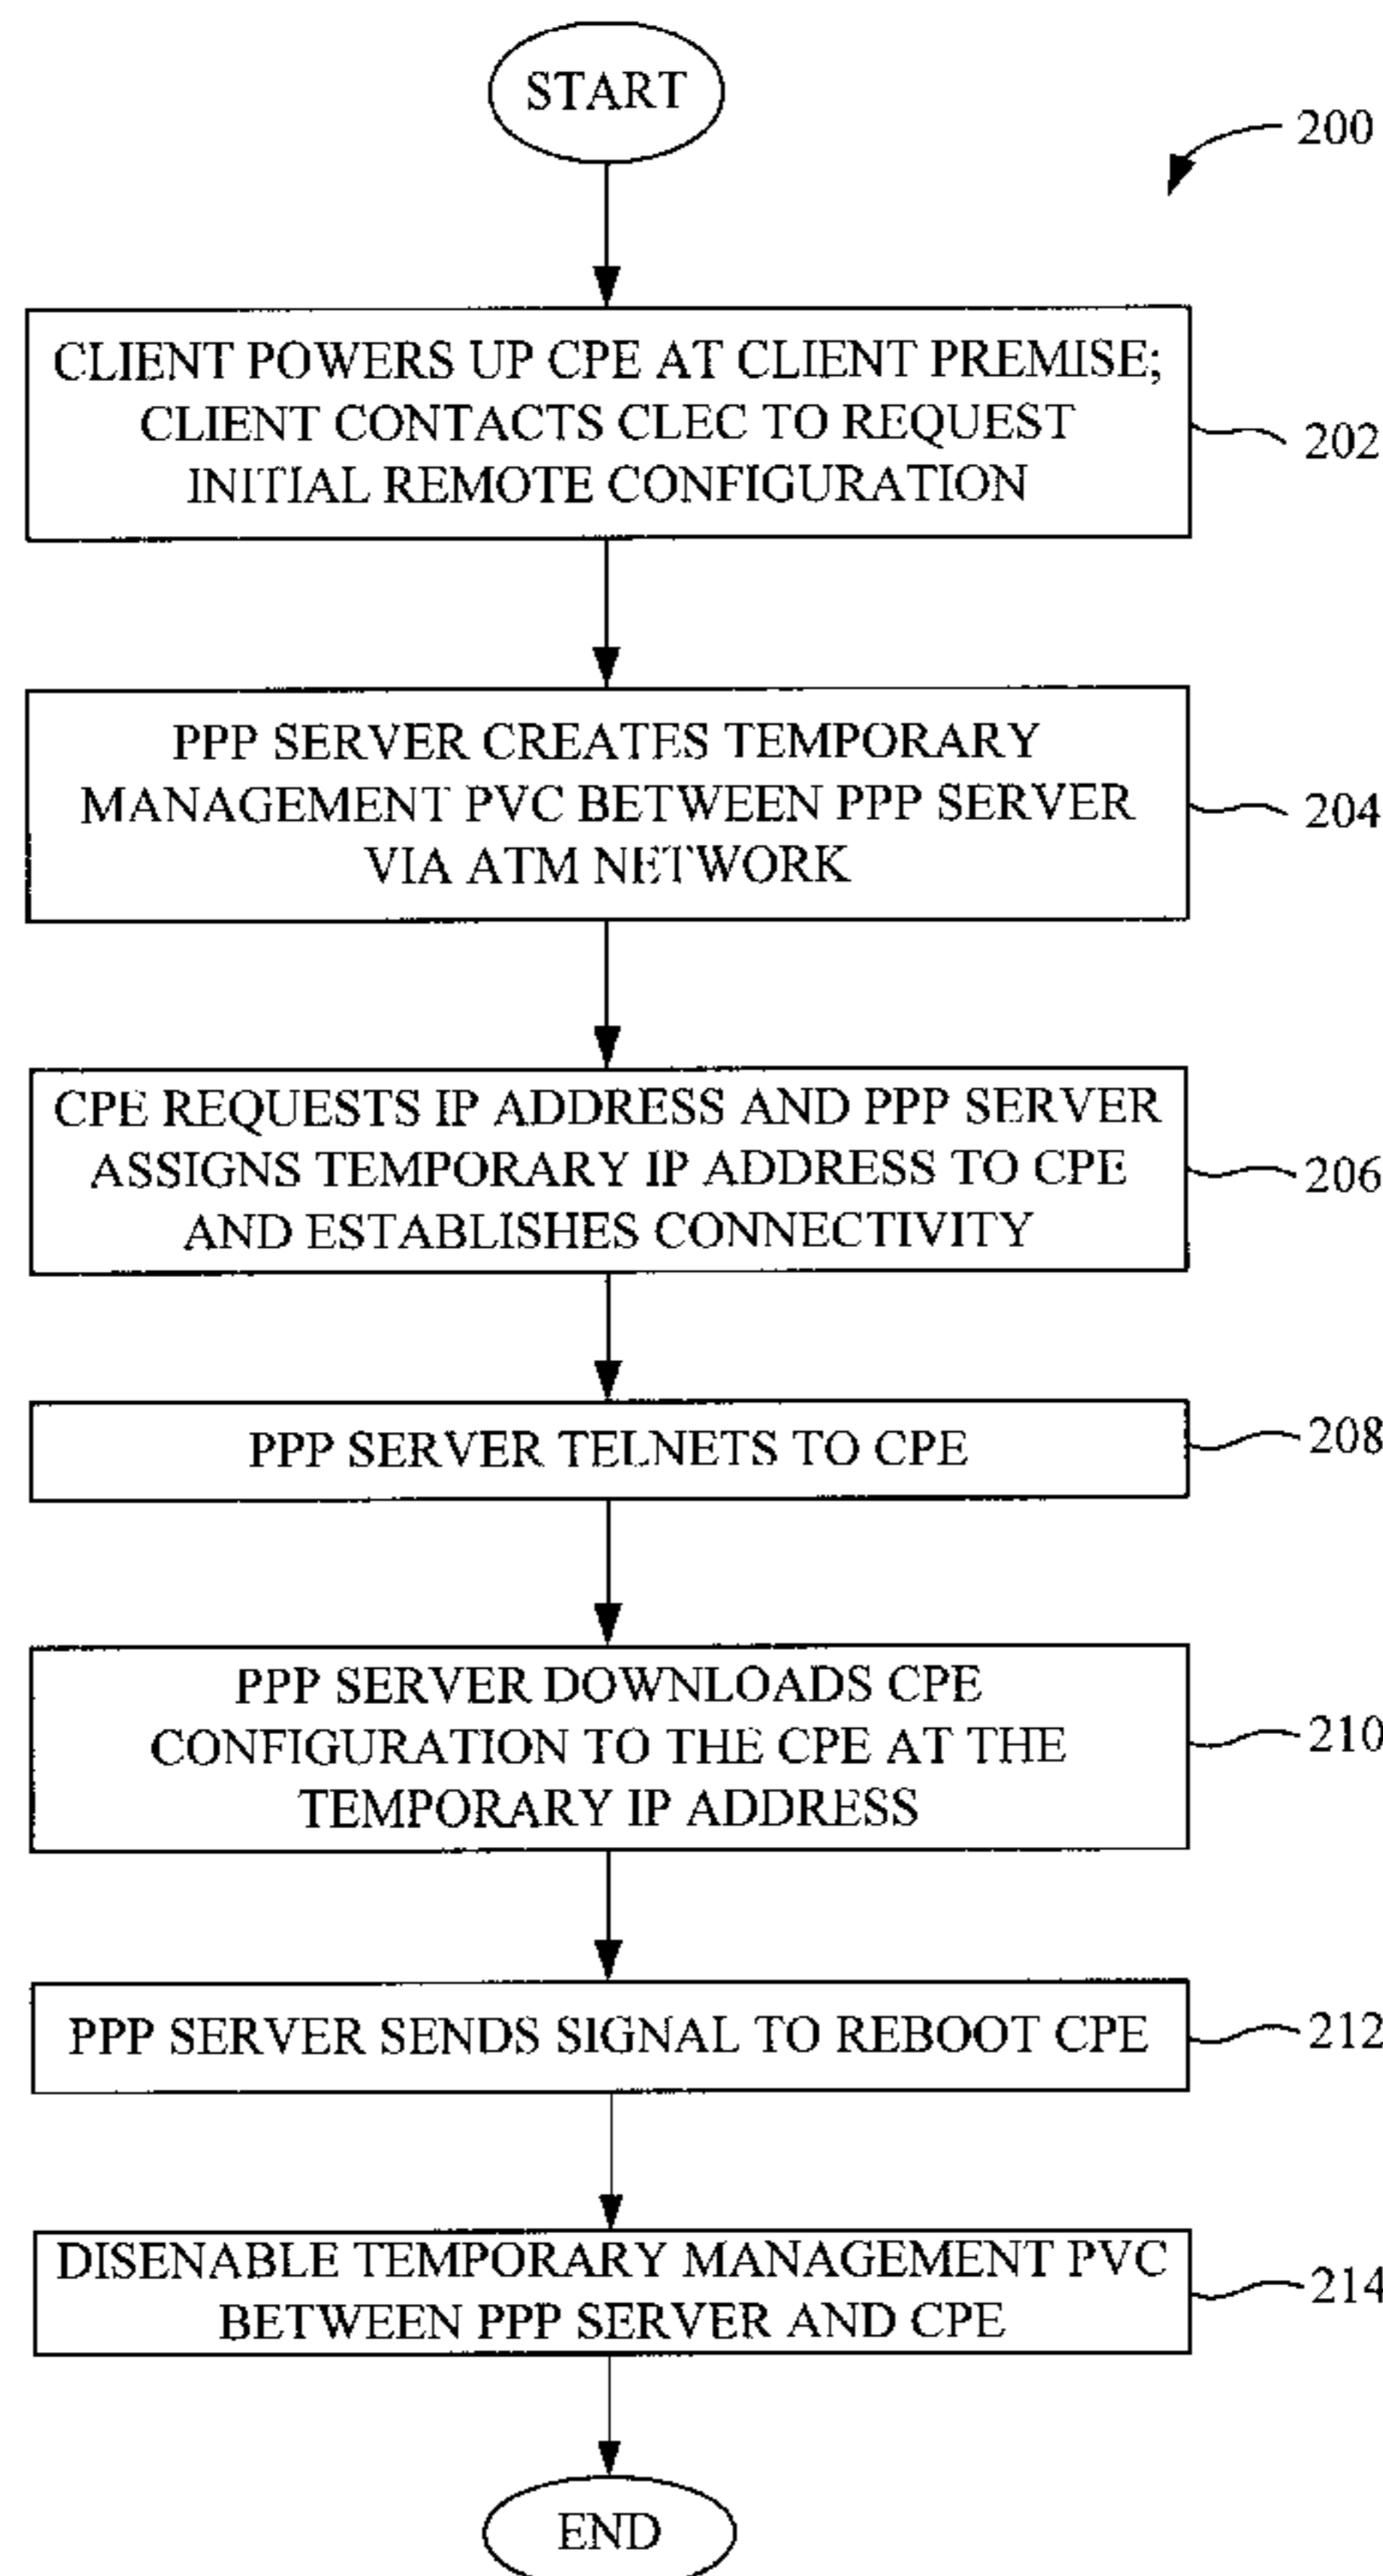 START
200
CLIENT POWERS UP CPE AT CLIENT PREMISE;
CLIENT CONTACTS CLEC TO REQUEST
INITIAL REMOTE CONFIGURATION
202
PPP SERVER CREATES TEMPORARY
MANAGEMENT PVC BETWEEN PPP SERVER
VIA ATM NETWORK
204
CPE REQUESTS IP ADDRESS AND PPP SERVER
ASSIGNS TEMPORARY IP ADDRESS TO CPE
AND ESTABLISHES CONNECTIVITY
206
PPP SERVER TELNETS TO CPE
208
PPP SERVER DOWNLOADS CPE
CONFIGURATION TO THE CPE AT THE
TEMPORARY IP ADDRESS
210
PPP SERVER SENDS SIGNAL TO REBOOT CPE
212
DISENABLE TEMPORARY MANAGEMENT PVC
BETWEEN PPP SERVER AND CPE
214
END